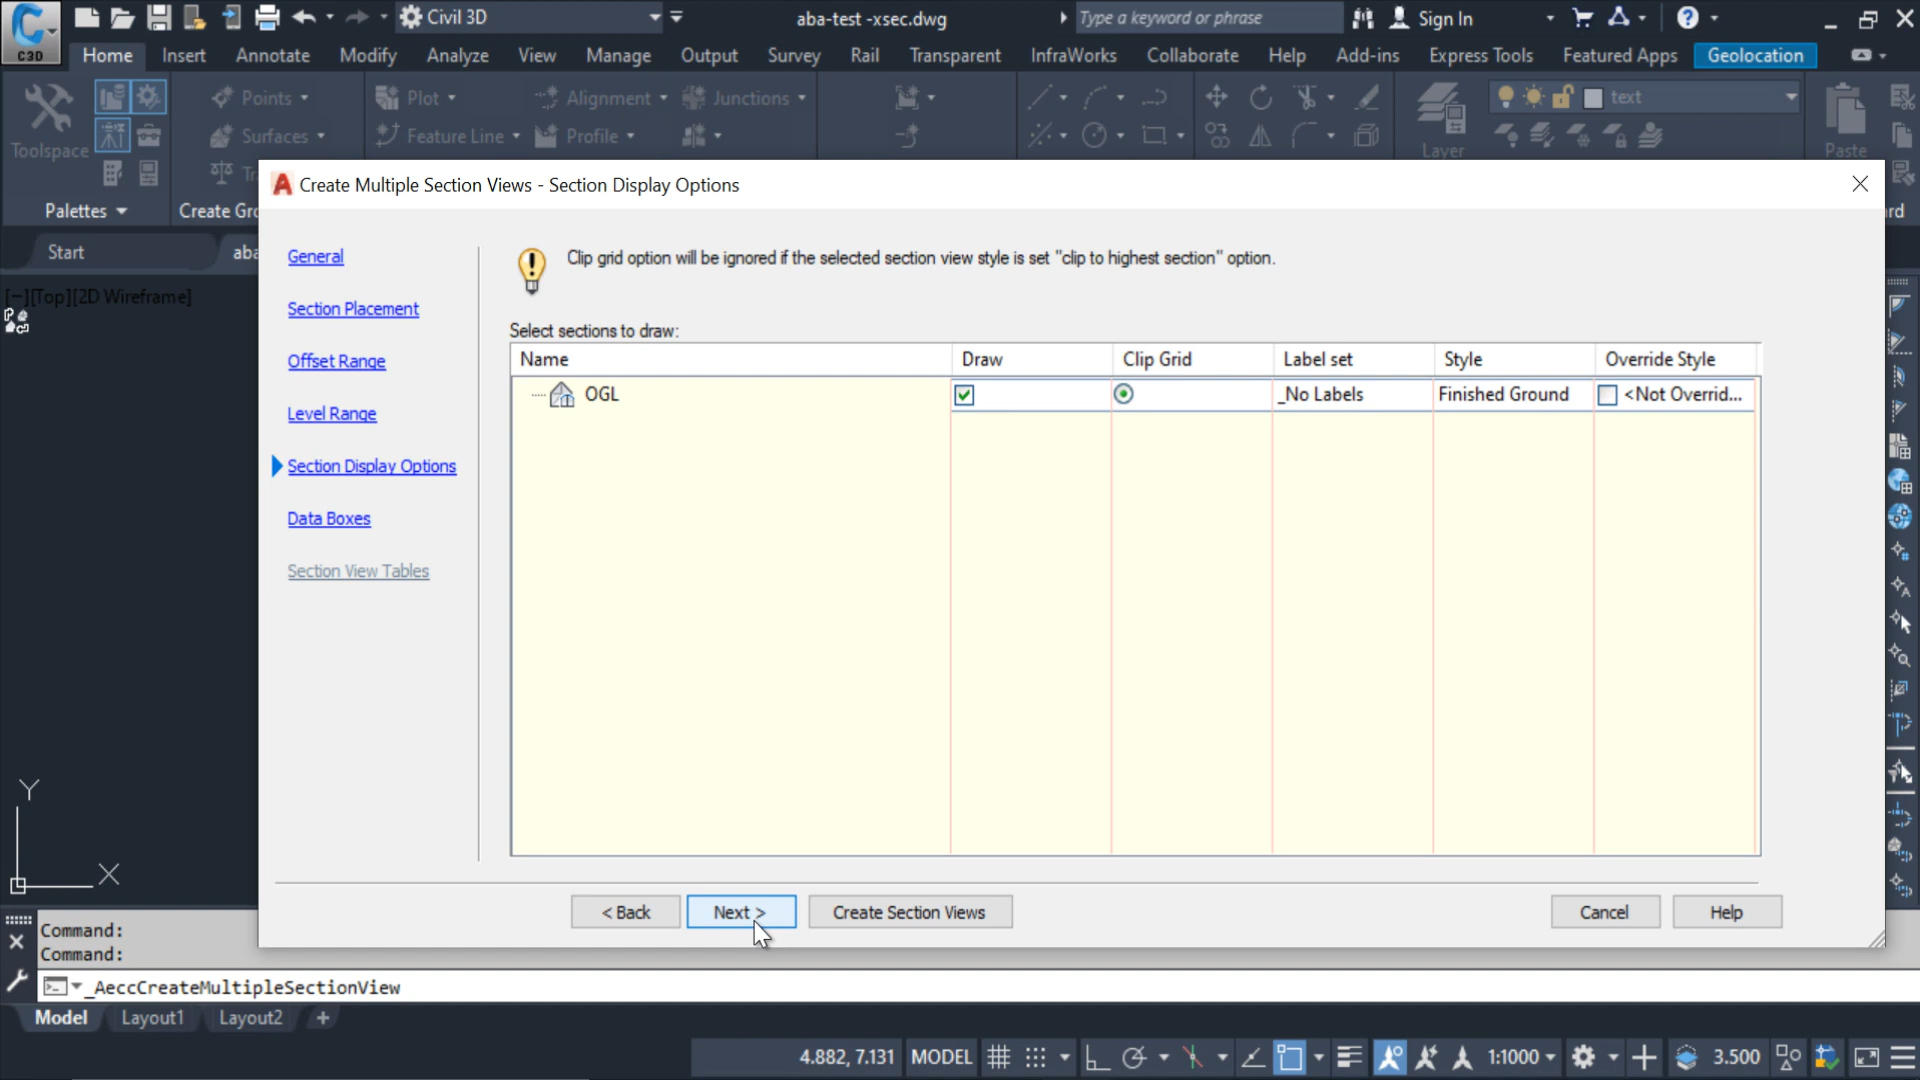 Civil 3D
aba-test -xsec.dwg
Type a keyword or phrase
Sign In
C3D
Home
Insert
Annotate
Modify
Analyze
View
Manage
Output
Survey
Rail
Transparent
InfraWorks
Collaborate
Help
Add-ins
Express Tools
Featured Apps
Geolocation
Points
Plot
Alignment
Junctions
text
Toolspace
Surfaces
Feature Line
Profile
Layer
Paste
Palettes
Create Gro
rd
Start
aba
[−][Top][2D Wireframe]
Create Multiple Section Views - Section Display Options
General
Section Placement
Offset Range
Level Range
Section Display Options
Data Boxes
Section View Tables
Clip grid option will be ignored if the selected section view style is set "clip to highest section" option.
Select sections to draw:
Name Draw Clip Grid Label set Style Override Style
OGL _No Labels Finished Ground <Not Overrid...
< Back
Next >
Create Section Views
Cancel
Help
Y
X
Command:
Command:
_AeccCreateMultipleSectionView
Model
Layout1
Layout2
+
4.882, 7.131
MODEL
1:1000
3.500